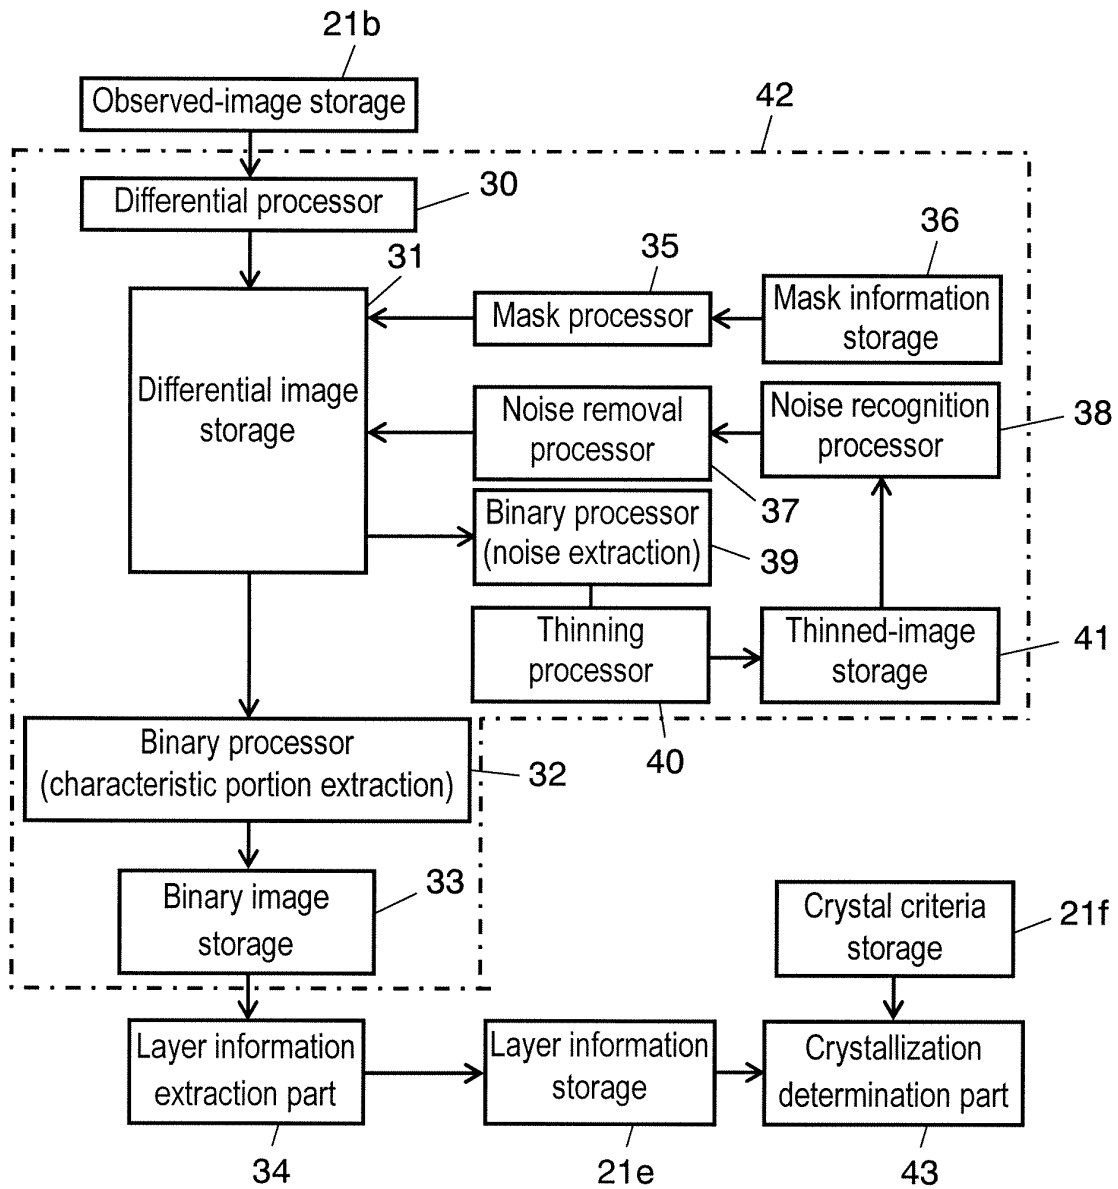 21b
Observed-image storage
42
Differential processor
30
31
35
36
Mask processor
Mask information
storage
Differential image
storage
Noise removal
processor
Noise recognition
processor
38
37
Binary processor
(noise extraction)
39
Thinning
processor
Thinned-image
storage
41
40
Binary processor
(characteristic portion extraction)
32
Binary image
storage
33
Crystal criteria
storage
21f
Layer information
extraction part
Layer information
storage
Crystallization
determination part
34
21e
43